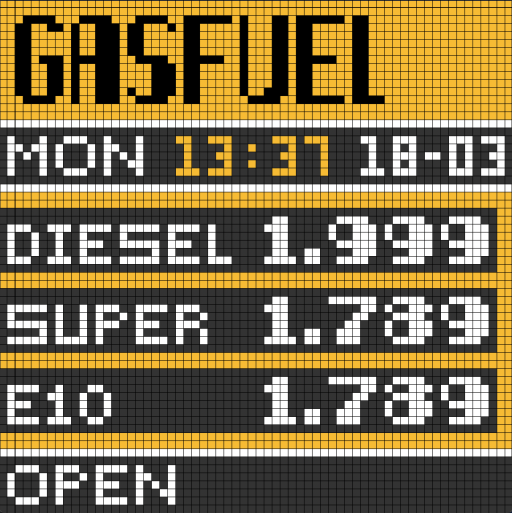 GASFUEL
MON 13:37 18-03
DIESEL 1.999
SUPER 1.789
E10 1.789
OPEN